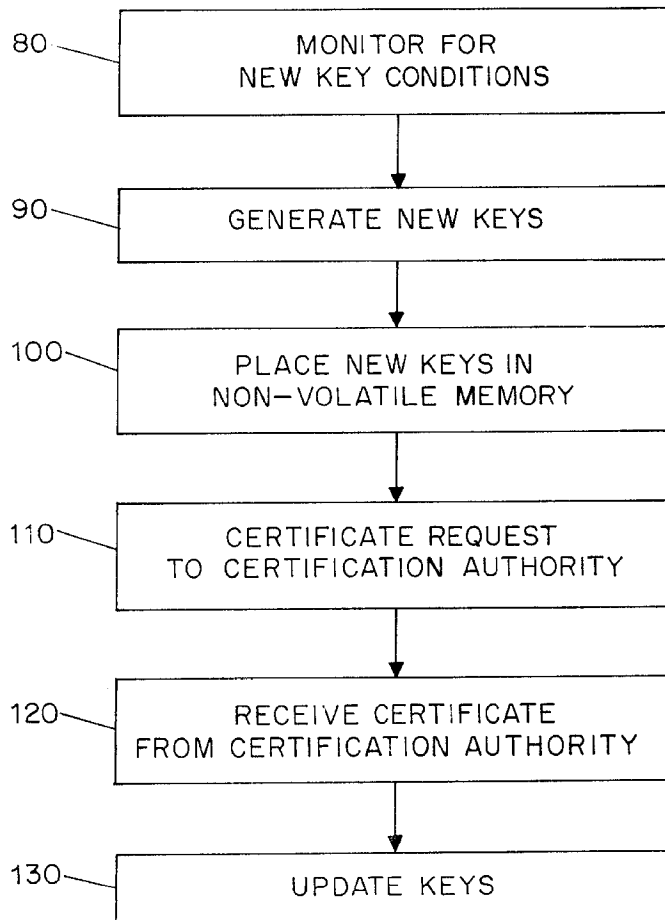 80
MONITOR FOR
NEW KEY CONDITIONS
90
GENERATE NEW KEYS
100
PLACE NEW KEYS IN
NON-VOLATILE MEMORY
110
CERTIFICATE REQUEST
TO CERTIFICATION AUTHORITY
120
RECEIVE CERTIFICATE
FROM CERTIFICATION AUTHORITY
130
UPDATE KEYS